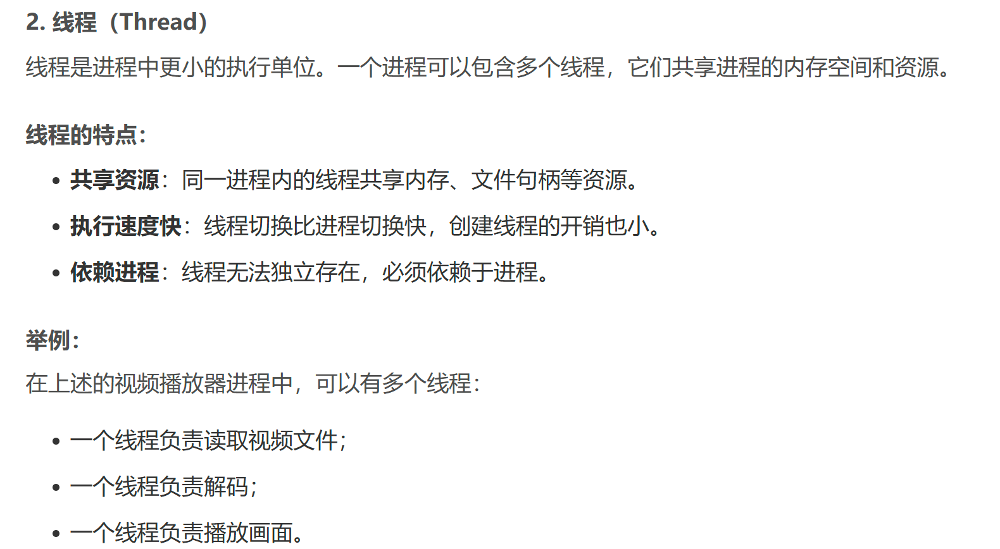 2. 线程（Thread）
线程是进程中更小的执行单位。一个进程可以包含多个线程，它们共享进程的内存空间和资源。
线程的特点：
• 共享资源：同一进程内的线程共享内存、文件句柄等资源。
• 执行速度快：线程切换比进程切换快，创建线程的开销也小。
• 依赖进程：线程无法独立存在，必须依赖于进程。
举例：
在上述的视频播放器进程中，可以有多个线程：
• 一个线程负责读取视频文件；
• 一个线程负责解码；
• 一个线程负责播放画面。